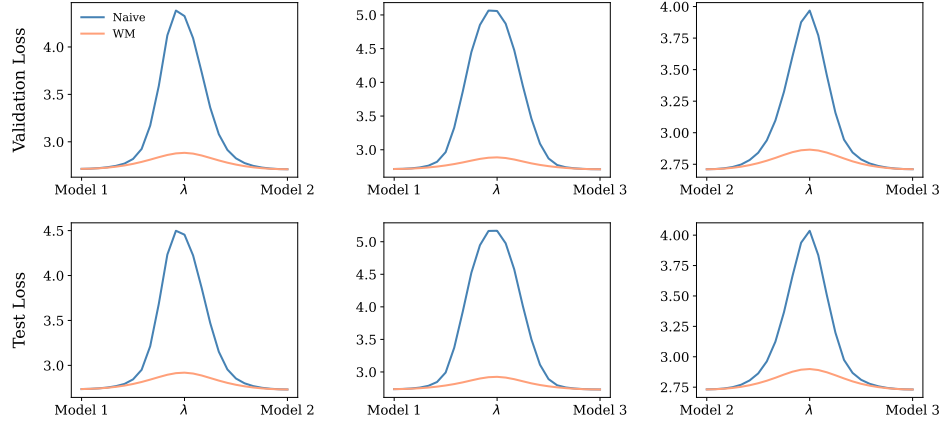 Validation Loss
4.0
3.5
3.0
Naive
WM
Model 1 λ Model 2
5.0
4.5
4.0
3.5
3.0
Model 1 λ Model 3
4.00
3.75
3.50
3.25
3.00
2.75
Model 2 λ Model 3
Test Loss
4.5
4.0
3.5
3.0
Model 1 λ Model 2
5.0
4.5
4.0
3.5
3.0
Model 1 λ Model 3
4.00
3.75
3.50
3.25
3.00
2.75
Model 2 λ Model 3